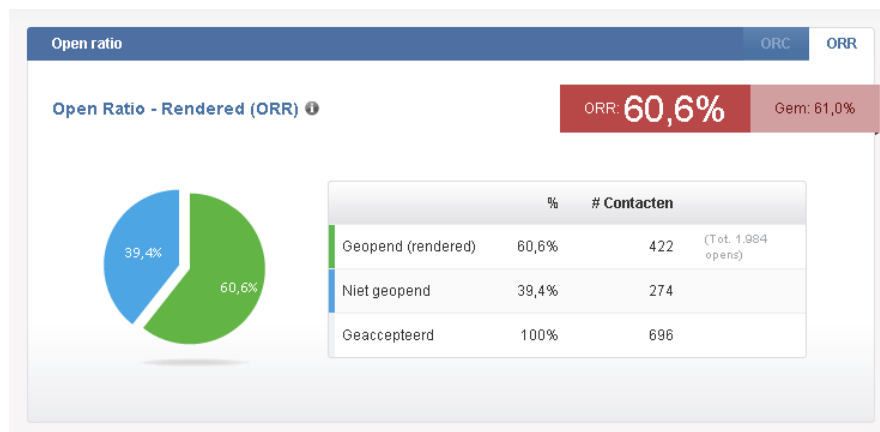 Open ratio ORC ORR
Open Ratio - Rendered (ORR)
ORR: 60,6% Gem: 61,0%
% # Contacten
39,4%
60,6%
Geopend (rendered) 60,6% 422 (Tot. 1.984
opens)
Niet geopend 39,4% 274
Geaccepteerd 100% 696